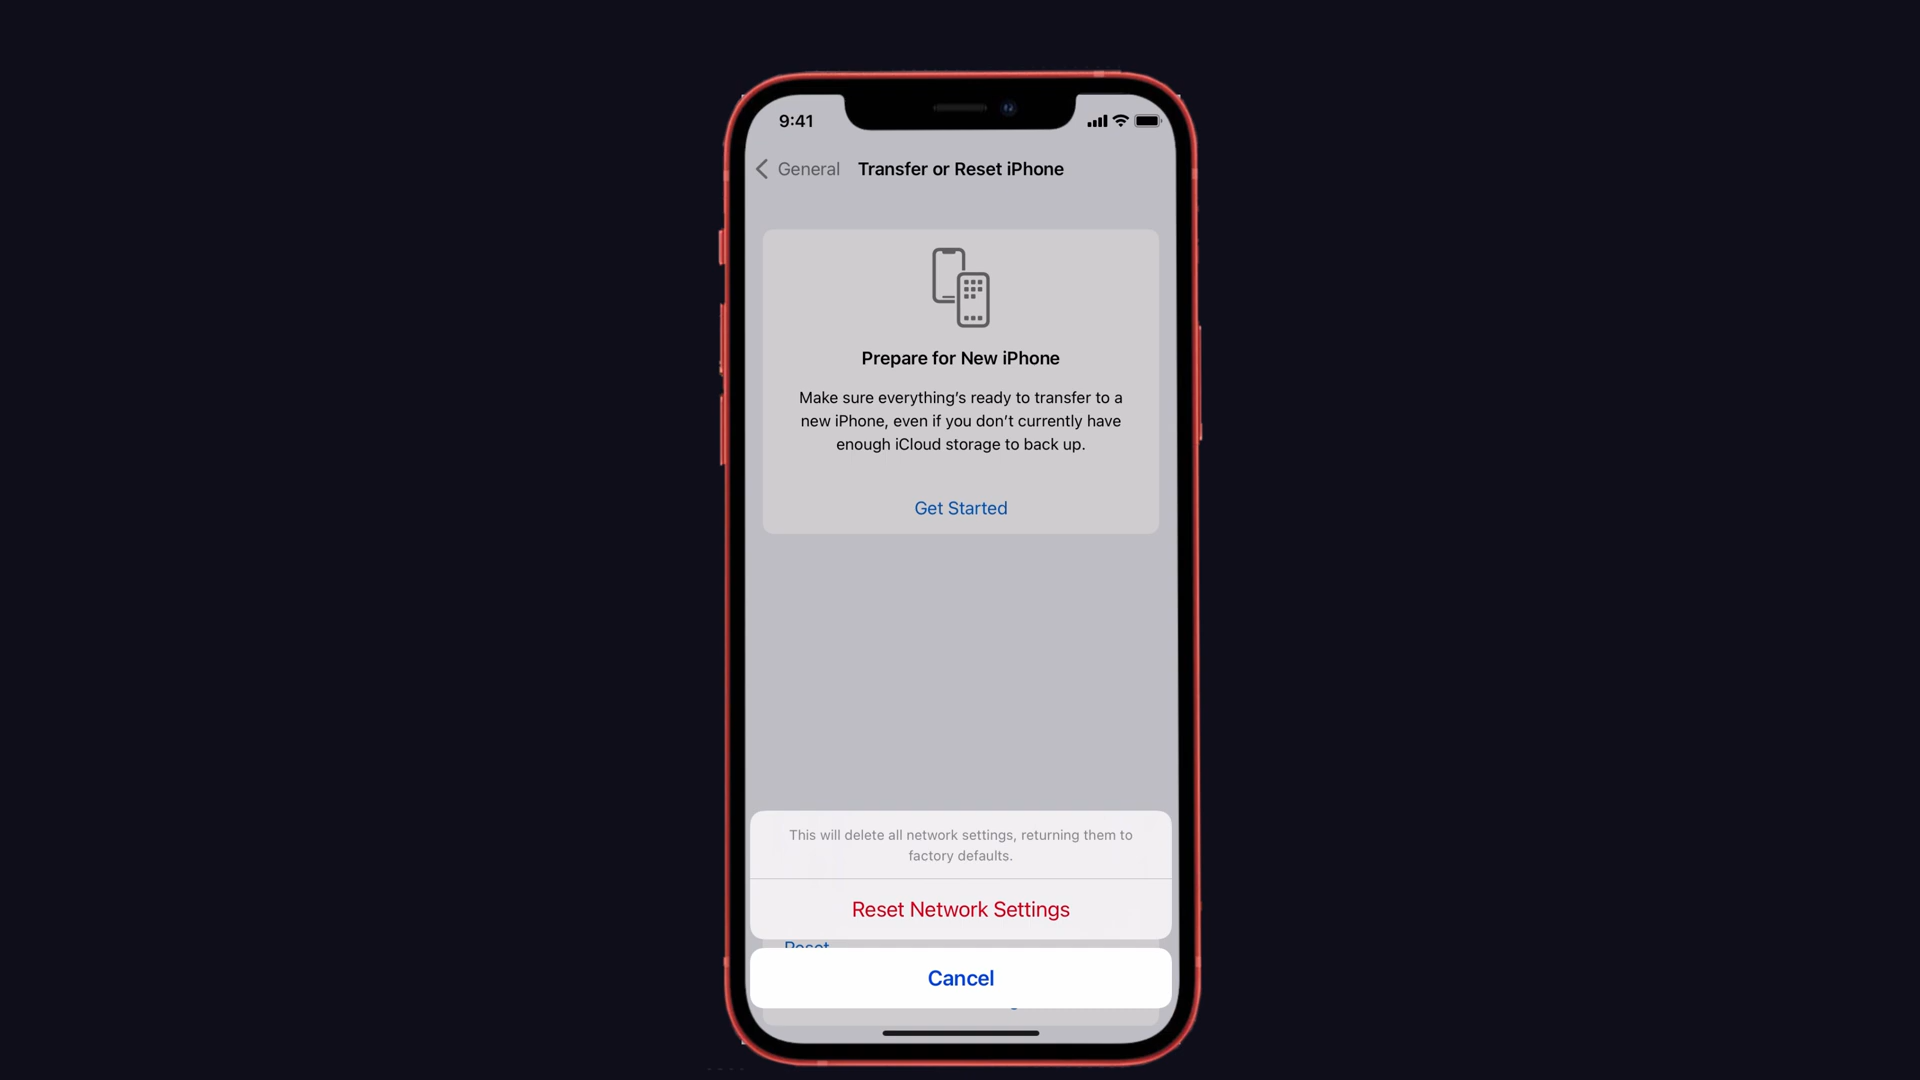 9:41
General Transfer or Reset iPhone
Prepare for New iPhone
Make sure everything’s ready to transfer to a
new iPhone, even if you don’t currently have
enough iCloud storage to back up.
Get Started
This will delete all network settings, returning them to
factory defaults.
Reset Network Settings
Reset
Cancel